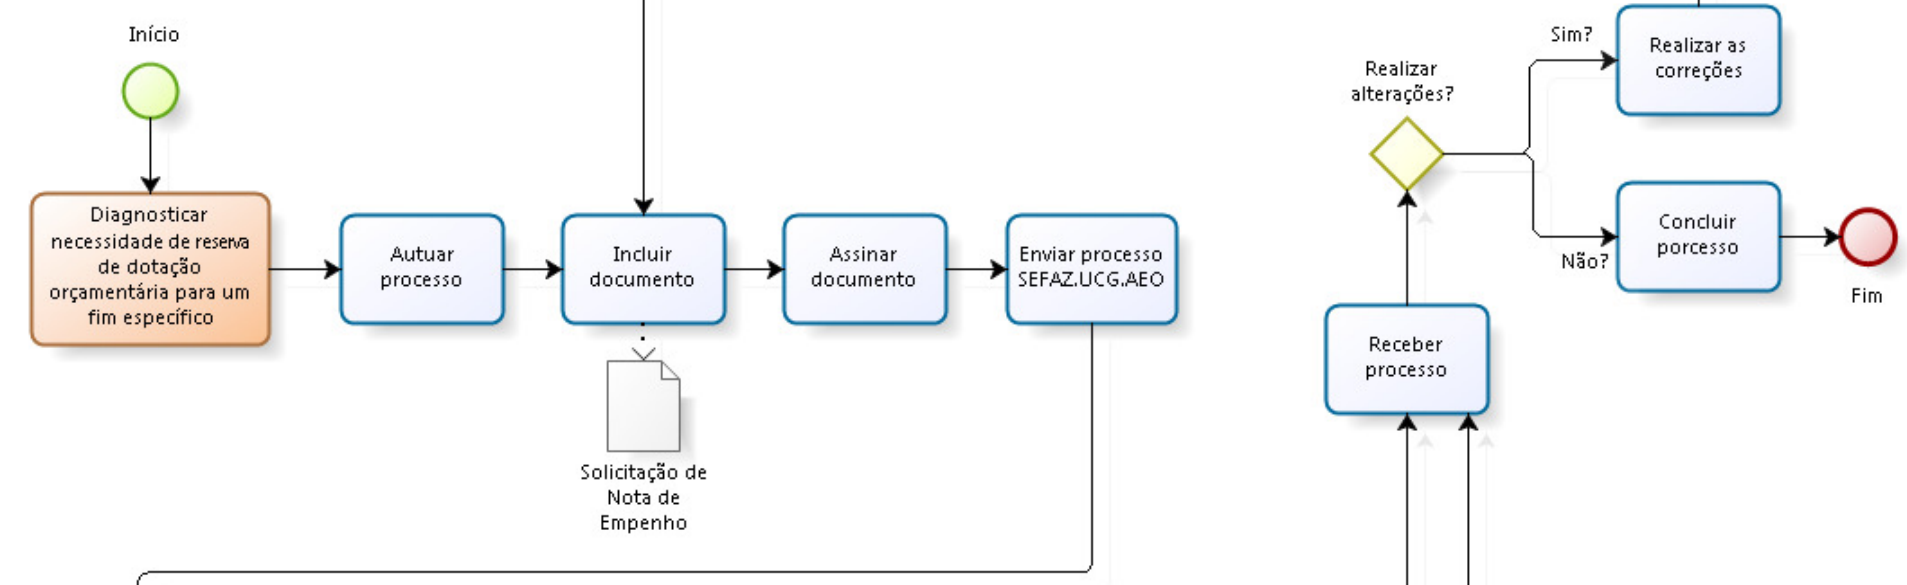 Início
Diagnosticar
necessidade de reserva
de dotação
orçamentária para um
fim específico
Autuar
processo
Incluir
documento
Solicitação de
Nota de
Empenho
Assinar
documento
Enviar processo
SEFAZ.UCG.AEO
Receber
processo
Realizar
alterações?
Sim?
Realizar as
correções
Não?
Concluir
porcesso
Fim